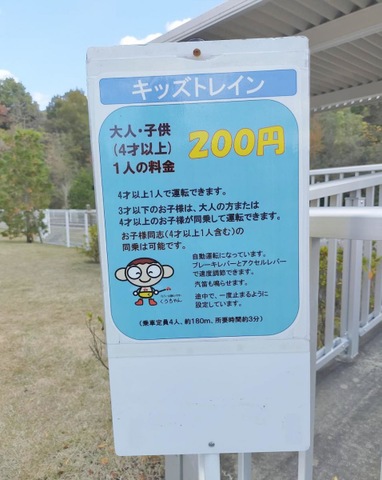 キッズトレイン
大人・子供
(4才以上)
1人の料金
200円
4才以上1人で運転できます。
3才以下のお子様は、大人の方または
4才以上のお子様が同乗して運転できます。
お子様同志(4才以上1人含む)の
同乗は可能です。
自動運転になっています。
ブレーキレバーとアクセルレバー
で速度調節できます。
汽笛も鳴らせます。
途中で、一度止まるように
設定しています。
くろちゃん
(乗車定員4人、約180m、所要時間約3分)